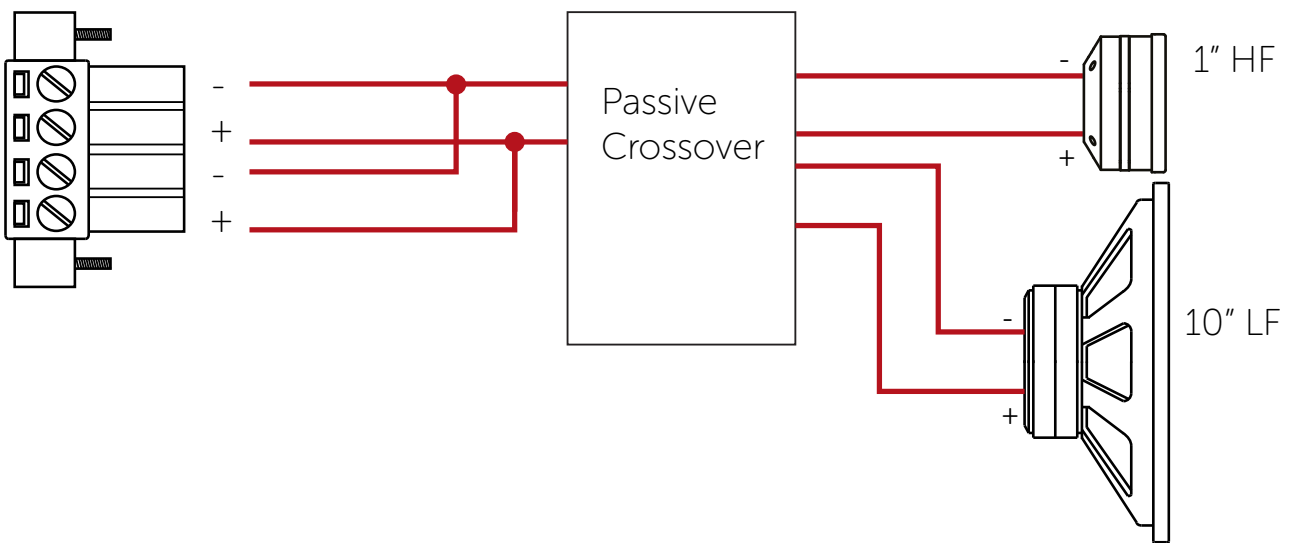 -
+
-
+
Passive
Crossover
-
+
1” HF
-
+
10” LF